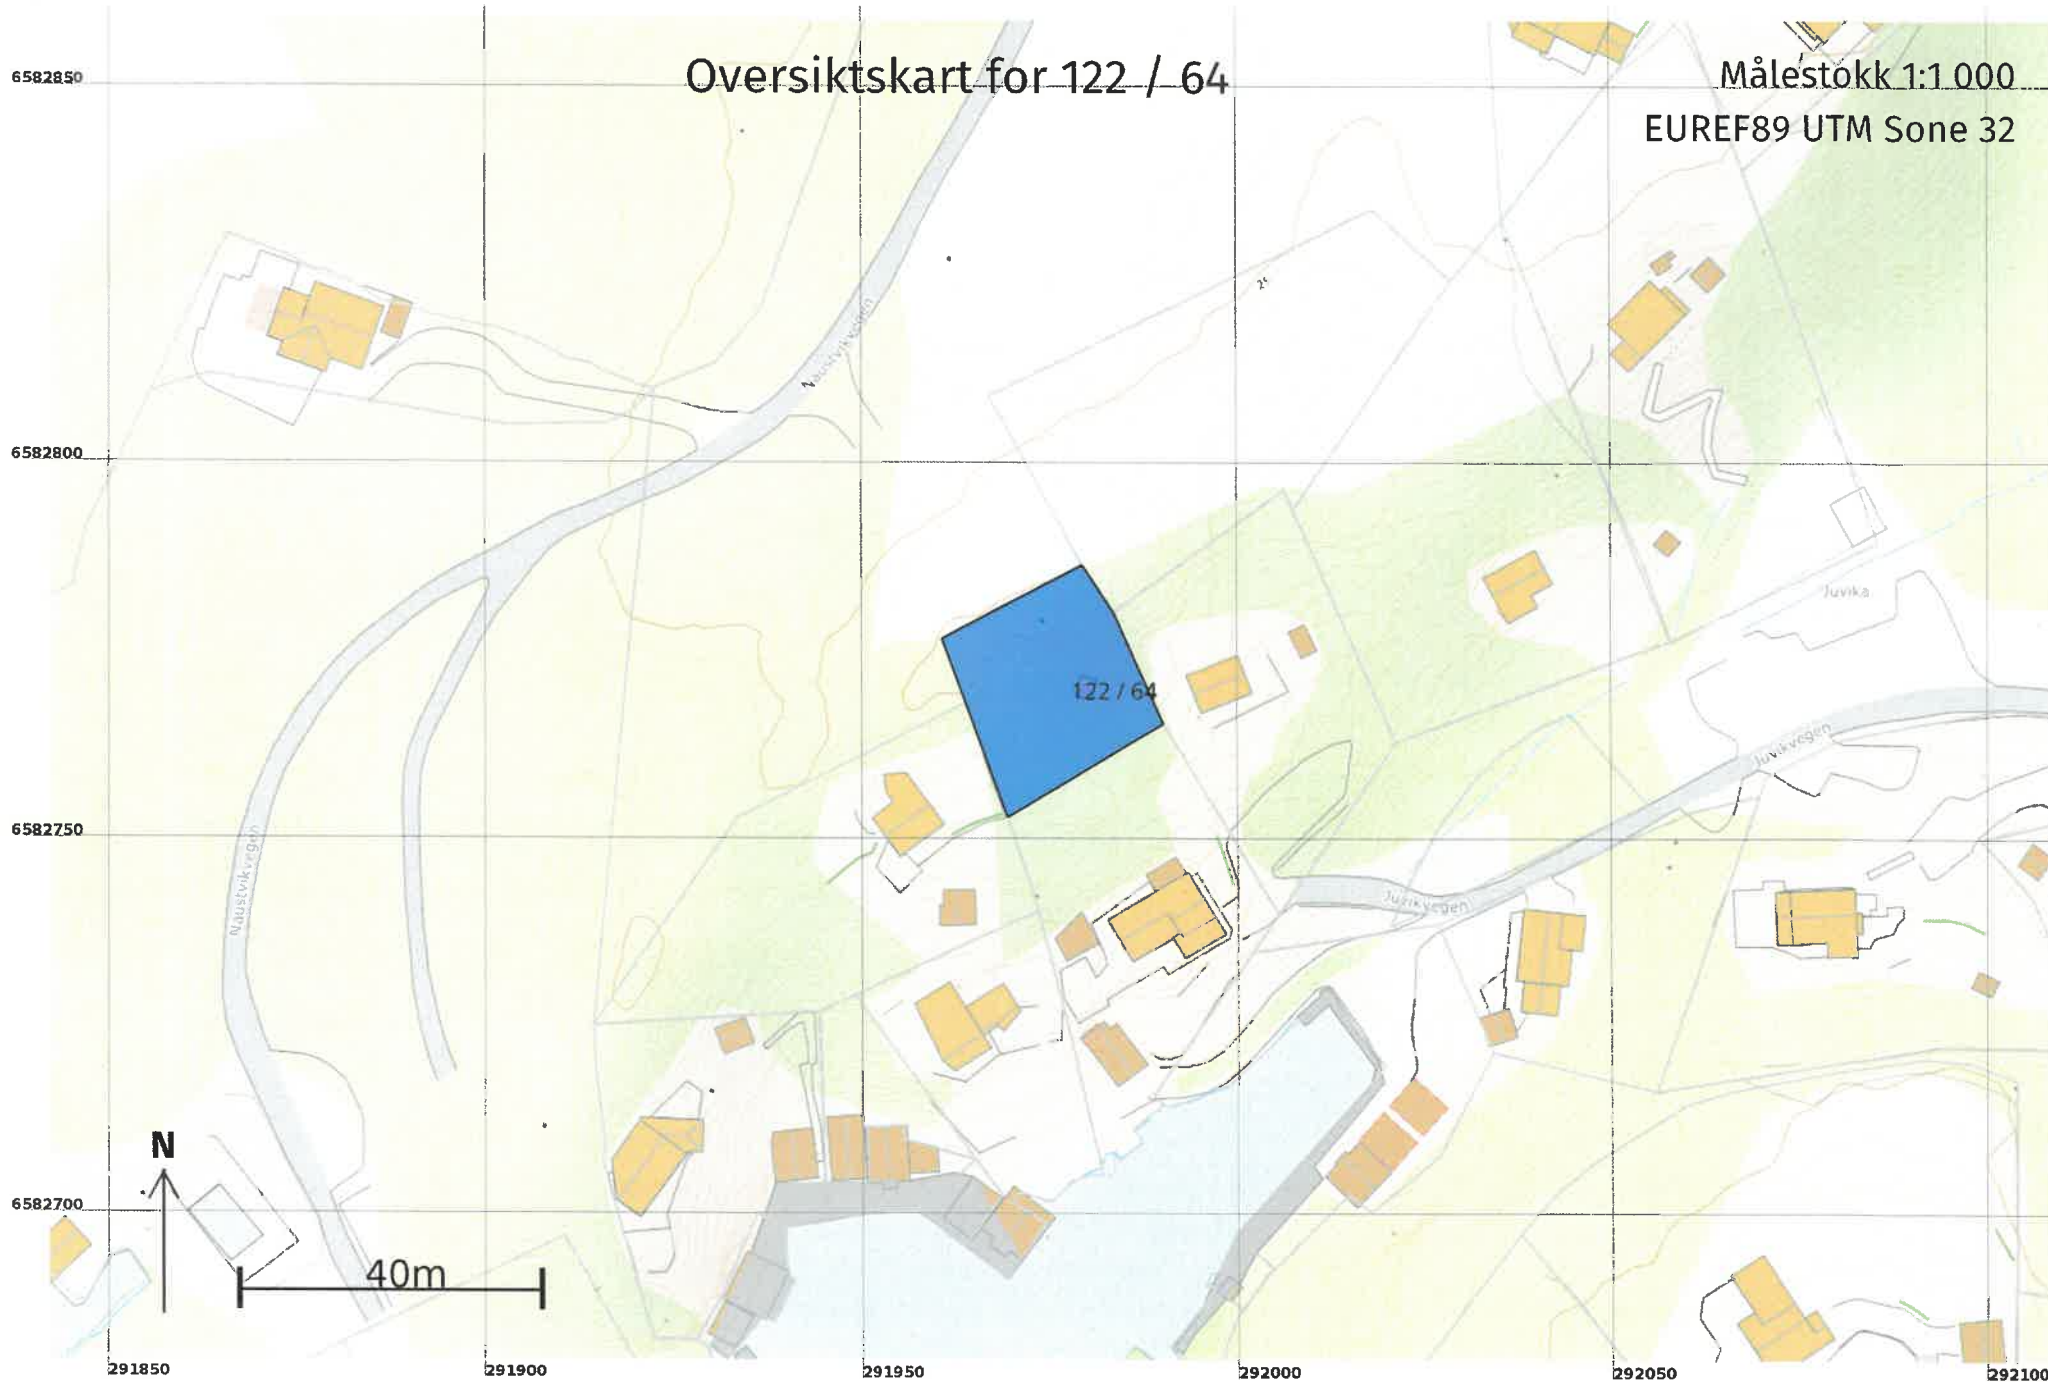 Oversiktskart for 122 / 64
Målestokk 1:1 000
EUREF89 UTM Sone 32
6582850
6582800
6582750
6582700
Naustvikvegen
25
Juvika
122 / 64
Juvikvegen
Naustvikvegen
Juvikvegen
N
40m
291850
291900
291950
292000
292050
292100